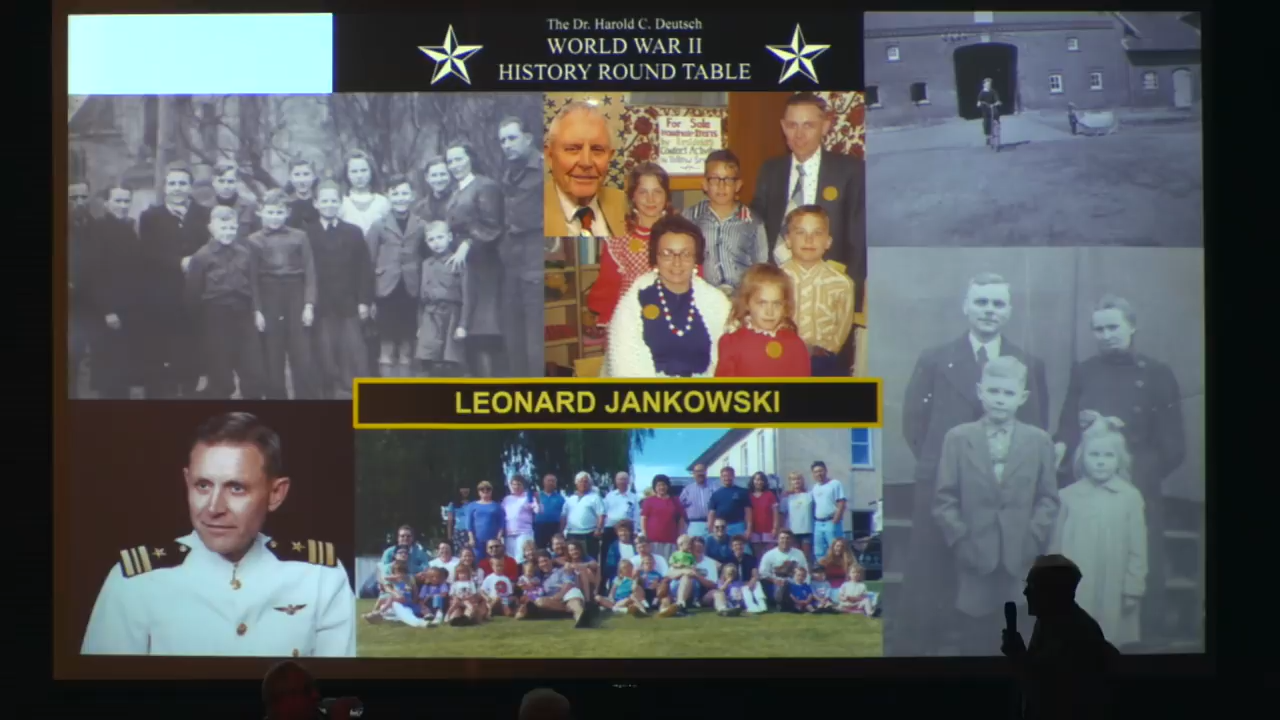 The Dr. Harold C. Deutsch
WORLD WAR II
HISTORY ROUND TABLE
For Sale
LEONARD JANKOWSKI